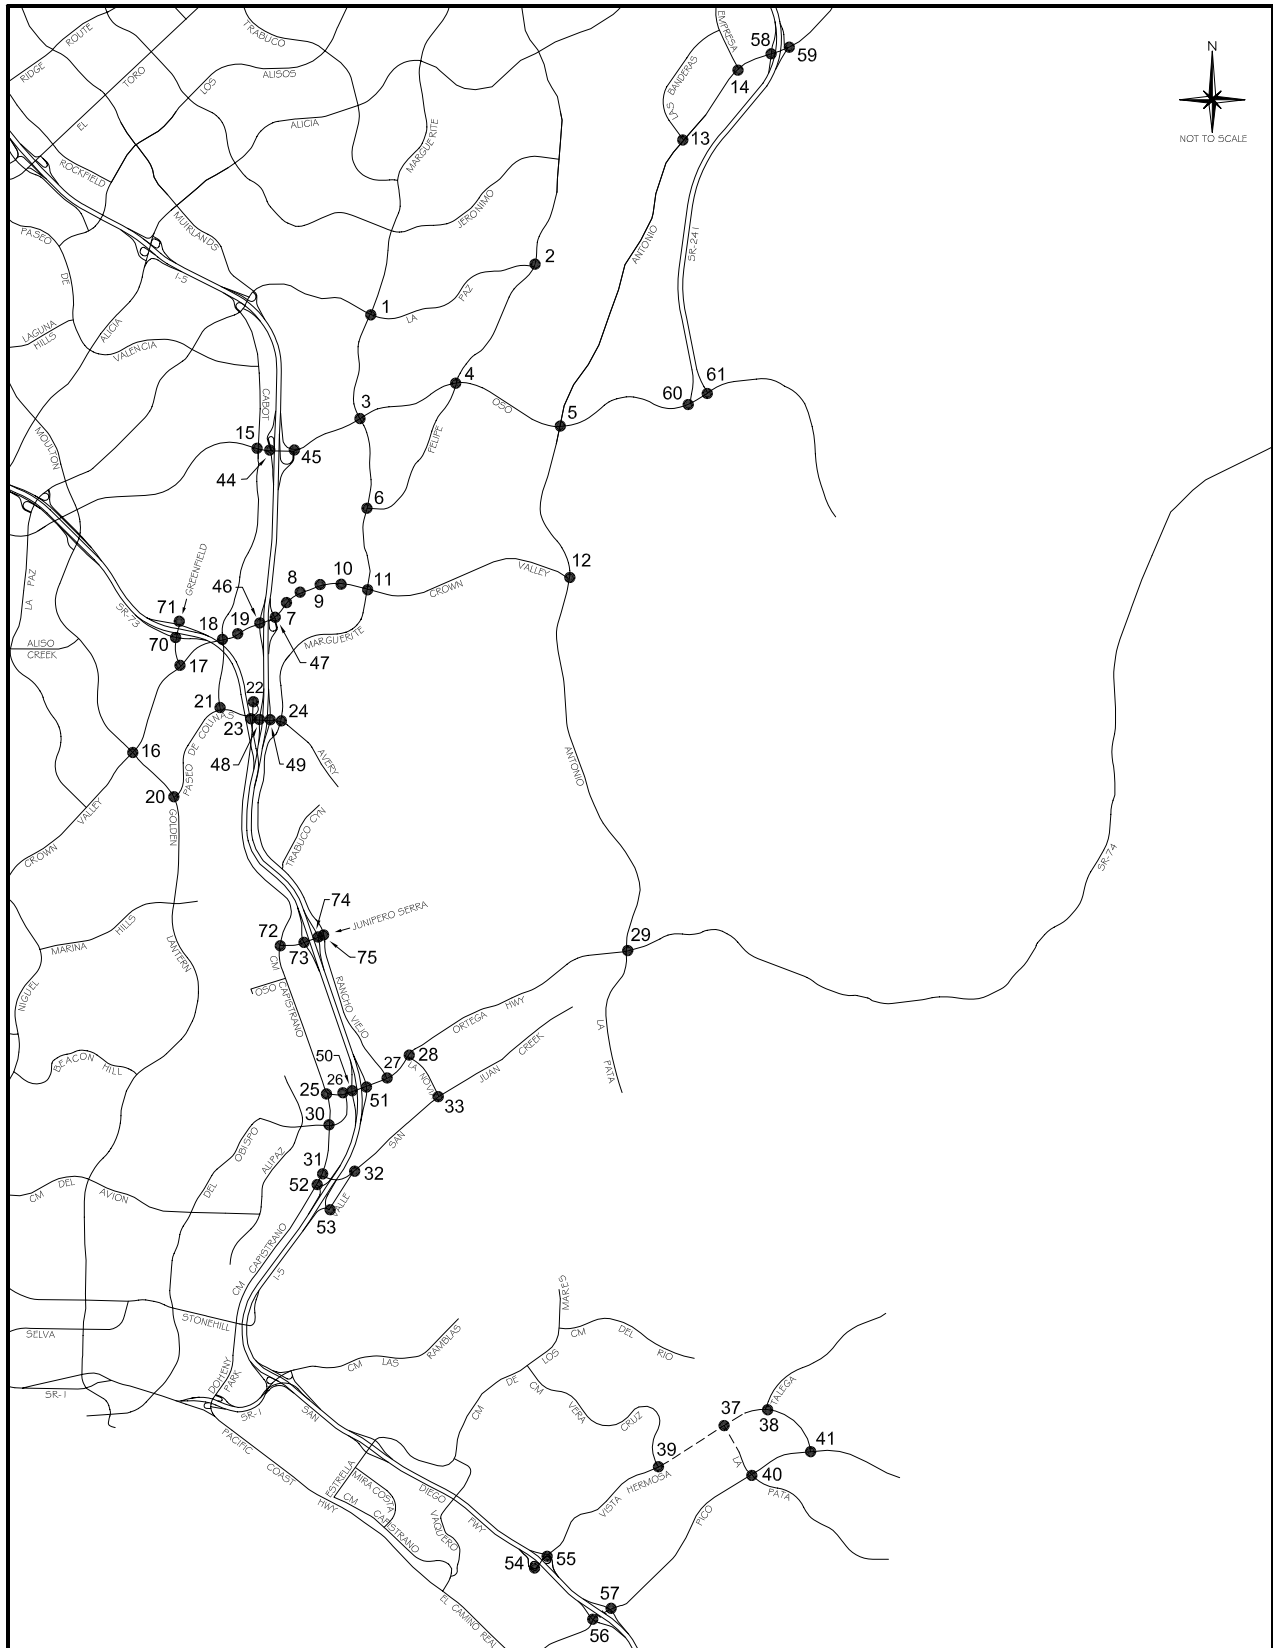 TRABUCO
ROUTE
RIDGE
EMPRESA
58
59
N
14
NOT TO SCALE
TORO
LOS
ALISOS
LAS BANDERAS
EL
ALICIA
MARGUERITE
13
ROCKFIELD
JERONIMO
MUIRLANDS
PASEO
DE
ANTONIO
SR-241
2
I-5
LA
PAZ
1
LAGUNA
HILLS
ALICIA
VALENCIA
4
61
60
CABOT
3
OSO
5
MOULTON
15
44
45
FELIPE
6
GREENFIELD
12
VALLEY
CROWN
LA PAZ
46
8
10
9
11
SR-73
71
18
19
7
MARGUERITE
70
47
ALISO
CREEK
17
22
21
24
23
PASEO DE COLINAS
48
49
AVERY
16
ANTONIO
20
GOLDEN
CROWN
VALLEY
TRABUCO CYN
SR-74
74
JUNIPERO SERRA
MARINA
HILLS
72
73
75
29
LANTERN
CM
CAPISTRANO
OSO
NIGUEL
RANCHO VIEJO
ORTEGA
HWY
LA
PATA
CREEK
JUAN
BEACON
HILL
50
27
28
LA NOVIA
25
26
51
33
30
OBISPO
ALIPAZ
SAN
31
32
CM
DEL
AVION
DEL
52
VALLE
53
CM
CAPISTRANO
I-5
MARES
STONEHILL
SELVA
CM
DEL
RIO
CM
LAS
RAMBLAS
LOS
DE
CM
SR-1
DOHENY
PARK
CM
VERA
CRUZ
TALEGA
SR-1
SAN
37
38
41
PACIFIC
COAST
HWY
39
LA
40
PATA
ESTRELLA
MIRA COSTA
CM
CAPISTRANO
DIEGO
FWY
VAQUERO
VISTA
HERMOSA
PICO
54
55
57
56
EL CAMINO REAL